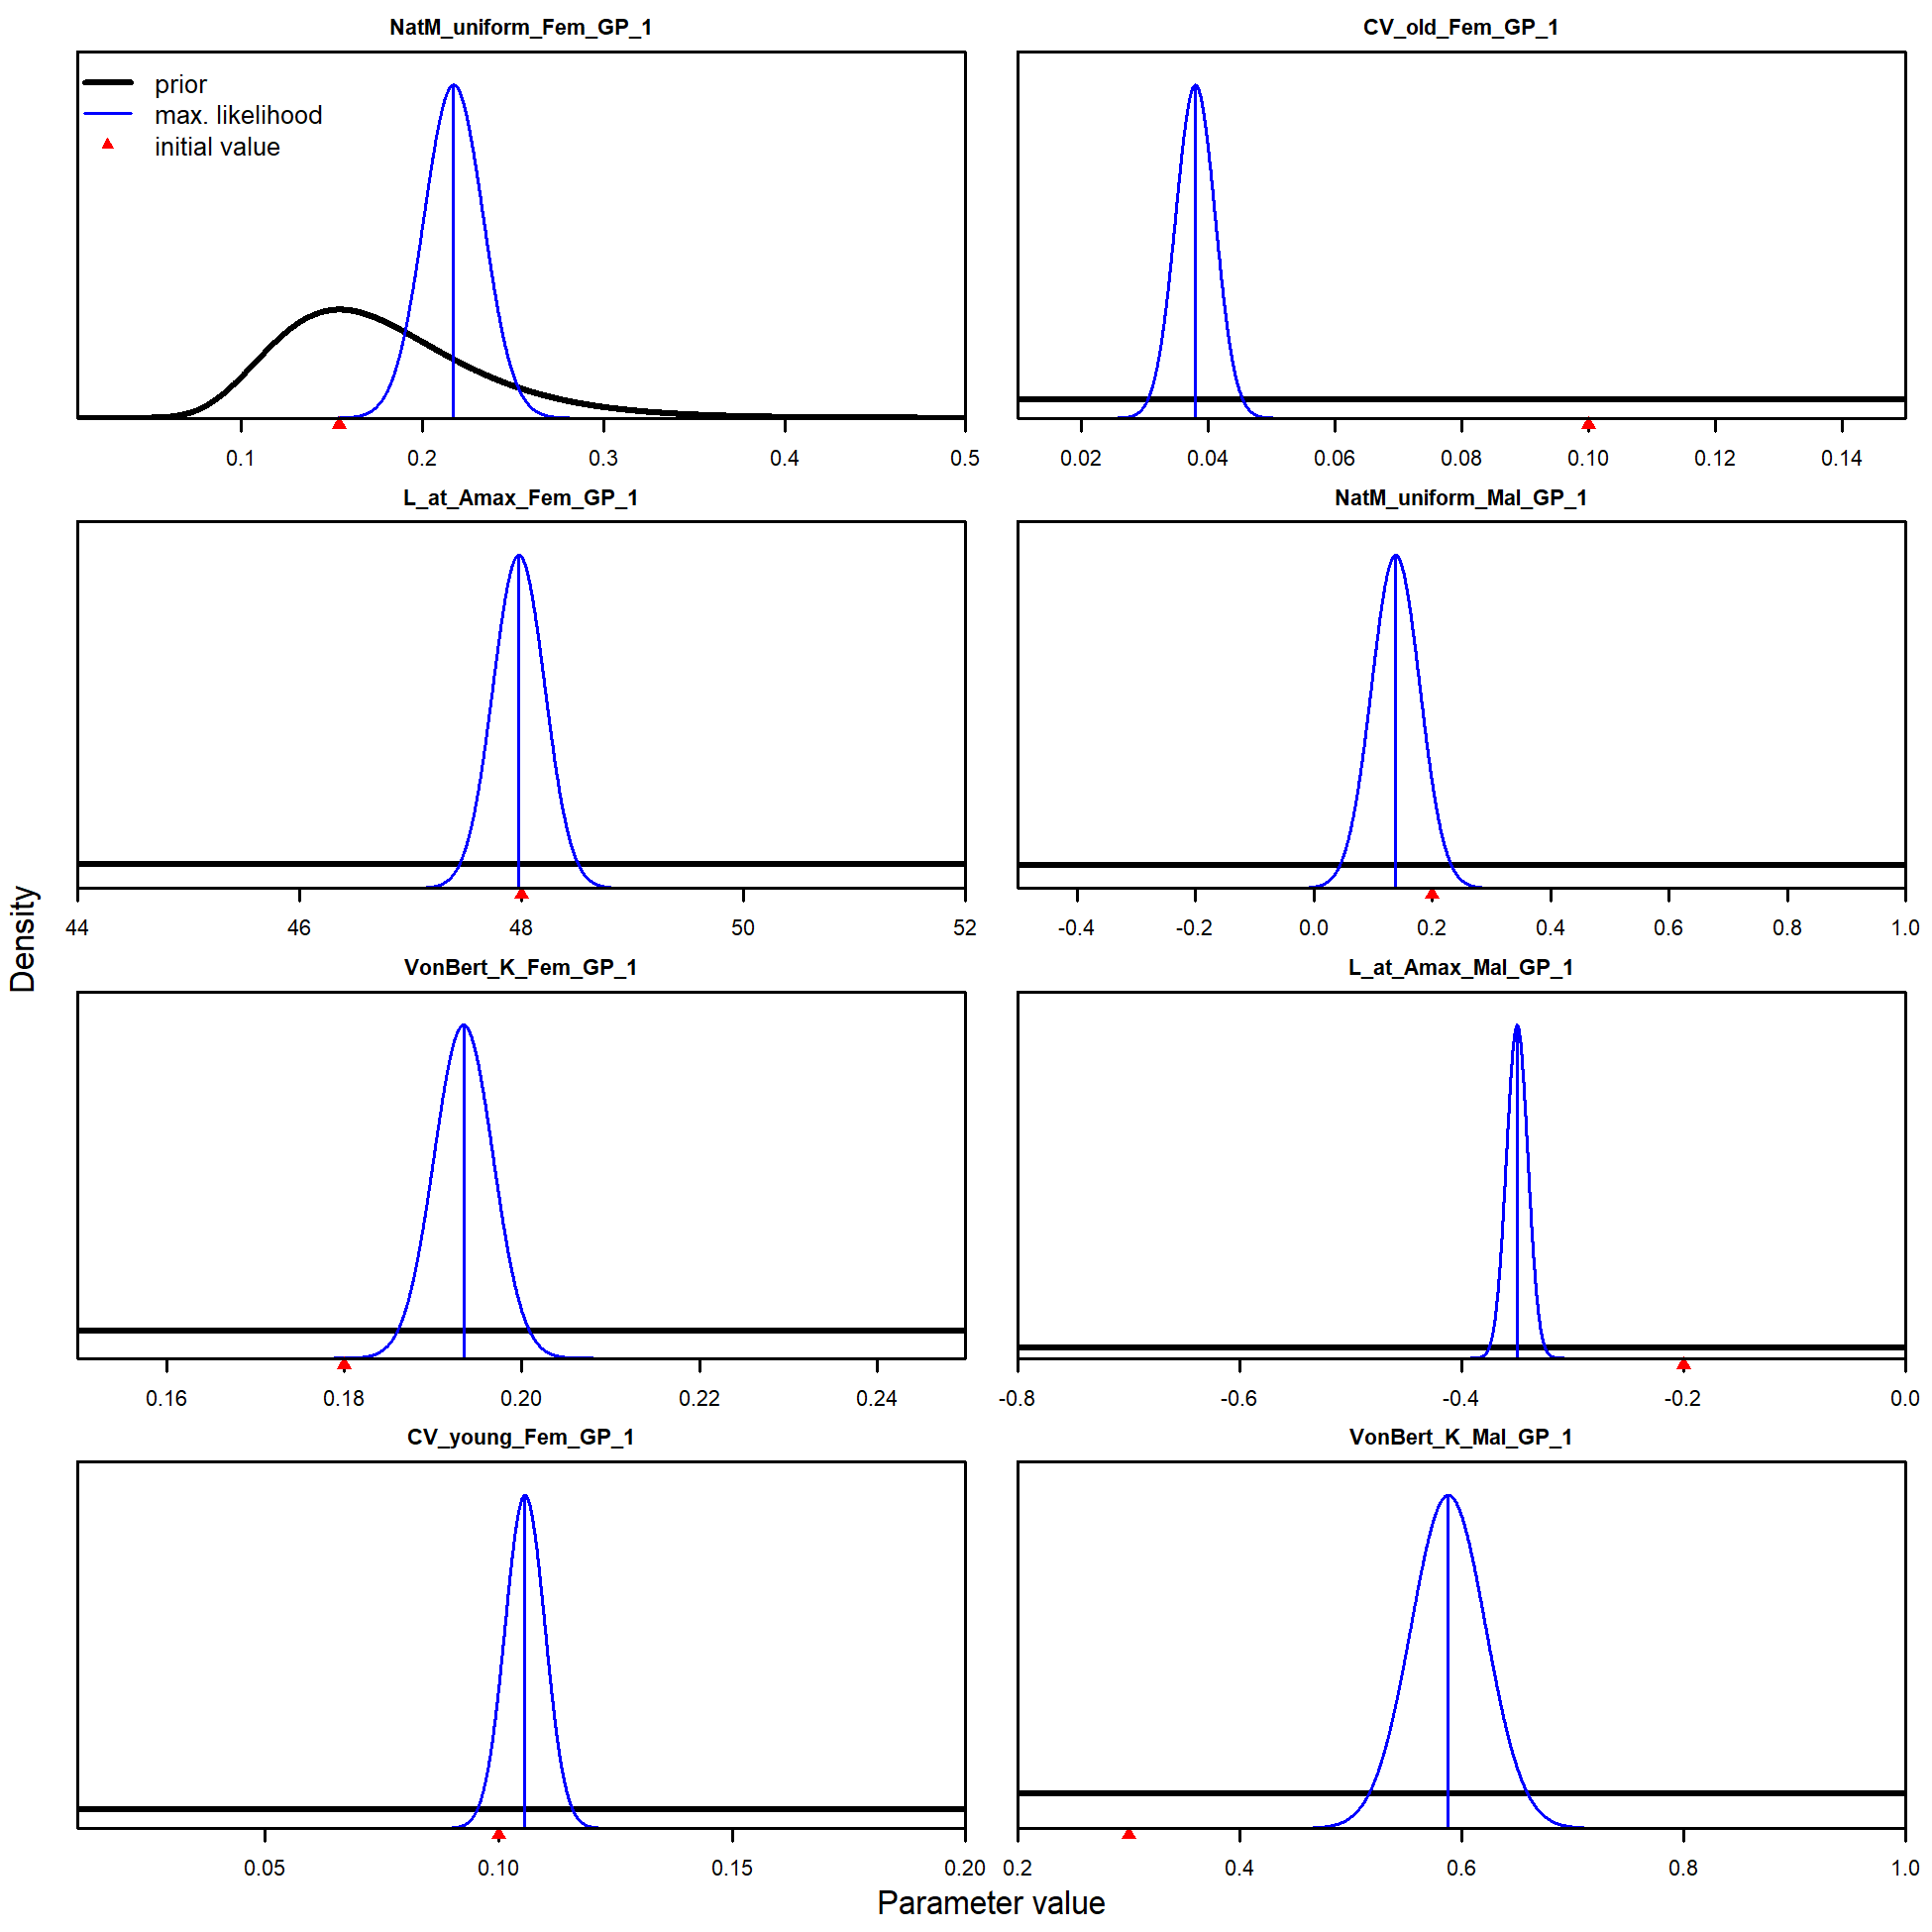 NatM_uniform_Fem_GP_1
prior
max. likelihood
initial value
0.1 0.2 0.3 0.4 0.5
CV_old_Fem_GP_1
0.02 0.04 0.06 0.08 0.10 0.12 0.14
L_at_Amax_Fem_GP_1
44 46 48 50 52
NatM_uniform_Mal_GP_1
-0.4 -0.2 0.0 0.2 0.4 0.6 0.8 1.0
VonBert_K_Fem_GP_1
0.16 0.18 0.20 0.22 0.24
L_at_Amax_Mal_GP_1
-0.8 -0.6 -0.4 -0.2 0.0
CV_young_Fem_GP_1
0.05 0.10 0.15 0.20
VonBert_K_Mal_GP_1
0.2 0.4 0.6 0.8 1.0
Density
Parameter value